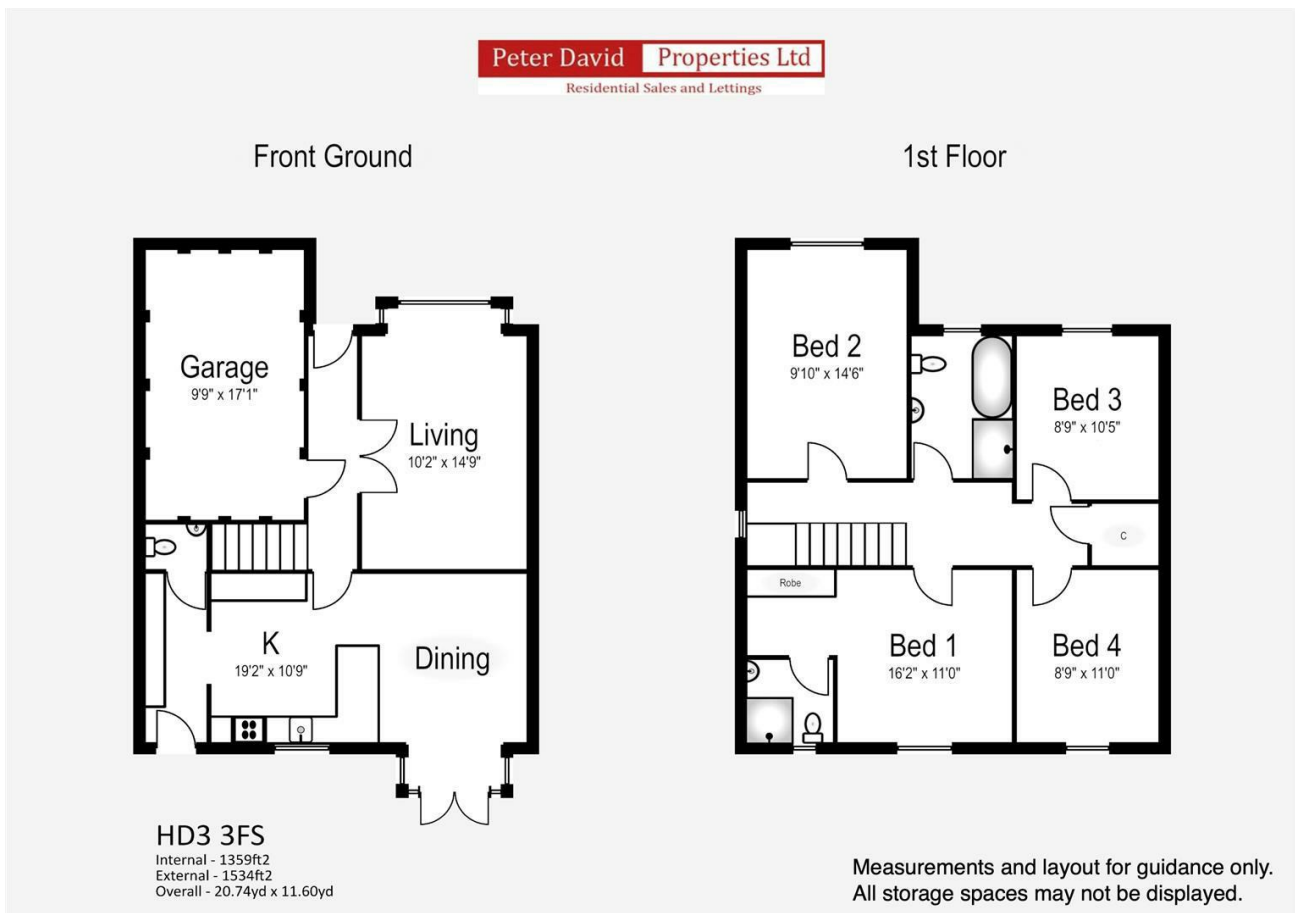 Peter David Properties Ltd
Residential Sales and Lettings
Front Ground
1st Floor
Garage
9'9" x 17'1"
Living
10'2" x 14'9"
K
19'2" x 10'9"
Dining
Bed 2
9'10" x 14'6"
Bed 3
8'9" x 10'5"
C
Robe
Bed 1
16'2" x 11'0"
Bed 4
8'9" x 11'0"
HD3 3FS
Internal - 1359ft2
External - 1534ft2
Overall - 20.74yd x 11.60yd
Measurements and layout for guidance only.
All storage spaces may not be displayed.